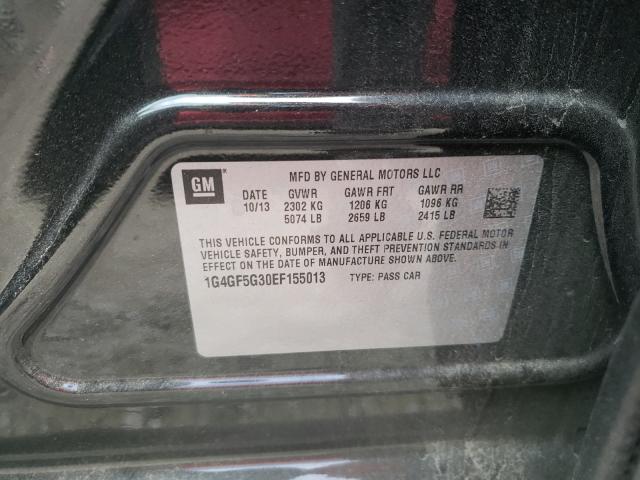 GM MFD BY GENERAL MOTORS LLC
DATE GVWR GAWR FRT GAWR RR
10/13 2302 KG 1206 KG 1096 KG
5074 LB 2659 LB 2415 LB
THIS VEHICLE CONFORMS TO ALL APPLICABLE U.S. FEDERAL MOTOR
VEHICLE SAFETY, BUMPER, AND THEFT PREVENTION STANDARDS IN
EFFECT ON THE DATE OF MANUFACTURE SHOWN ABOVE.
1G4GF5G30EF155013 TYPE: PASS CAR